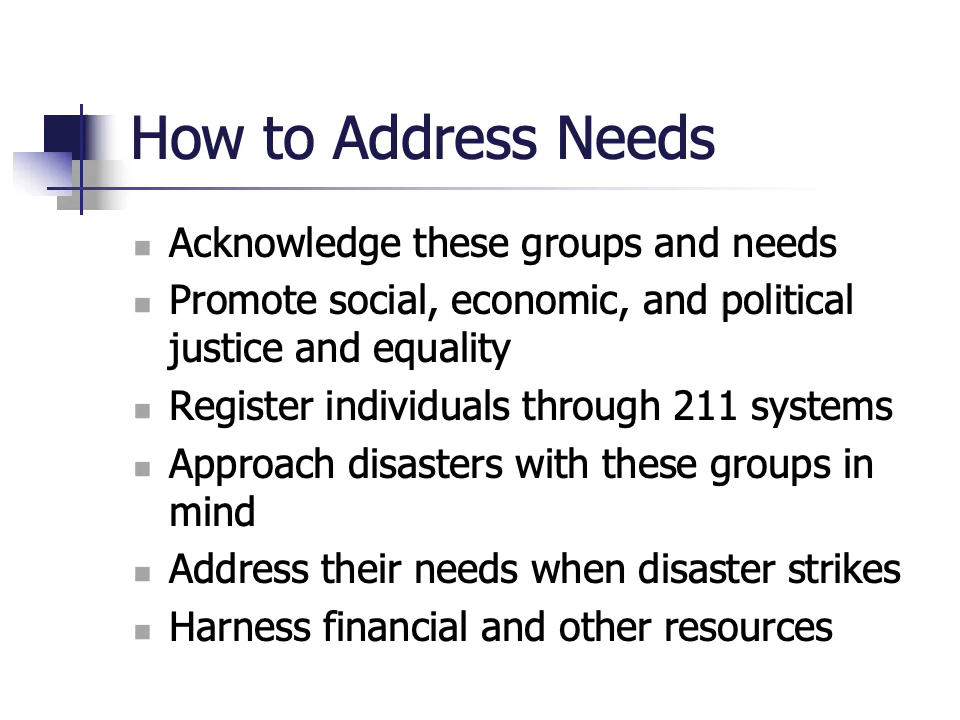 How to Address Needs
Acknowledge these groups and needs
Promote social, economic, and political
justice and equality
Register individuals through 211 systems
Approach disasters with these groups in
mind
Address their needs when disaster strikes
Harness financial and other resources